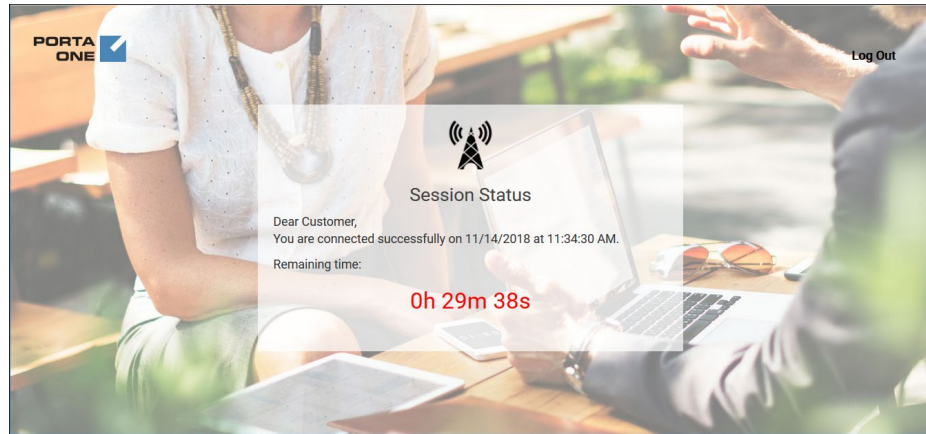 PORTA
ONE
Log Out
Session Status
Dear Customer,
You are connected successfully on 11/14/2018 at 11:34:30 AM.
Remaining time:
0h 29m 38s